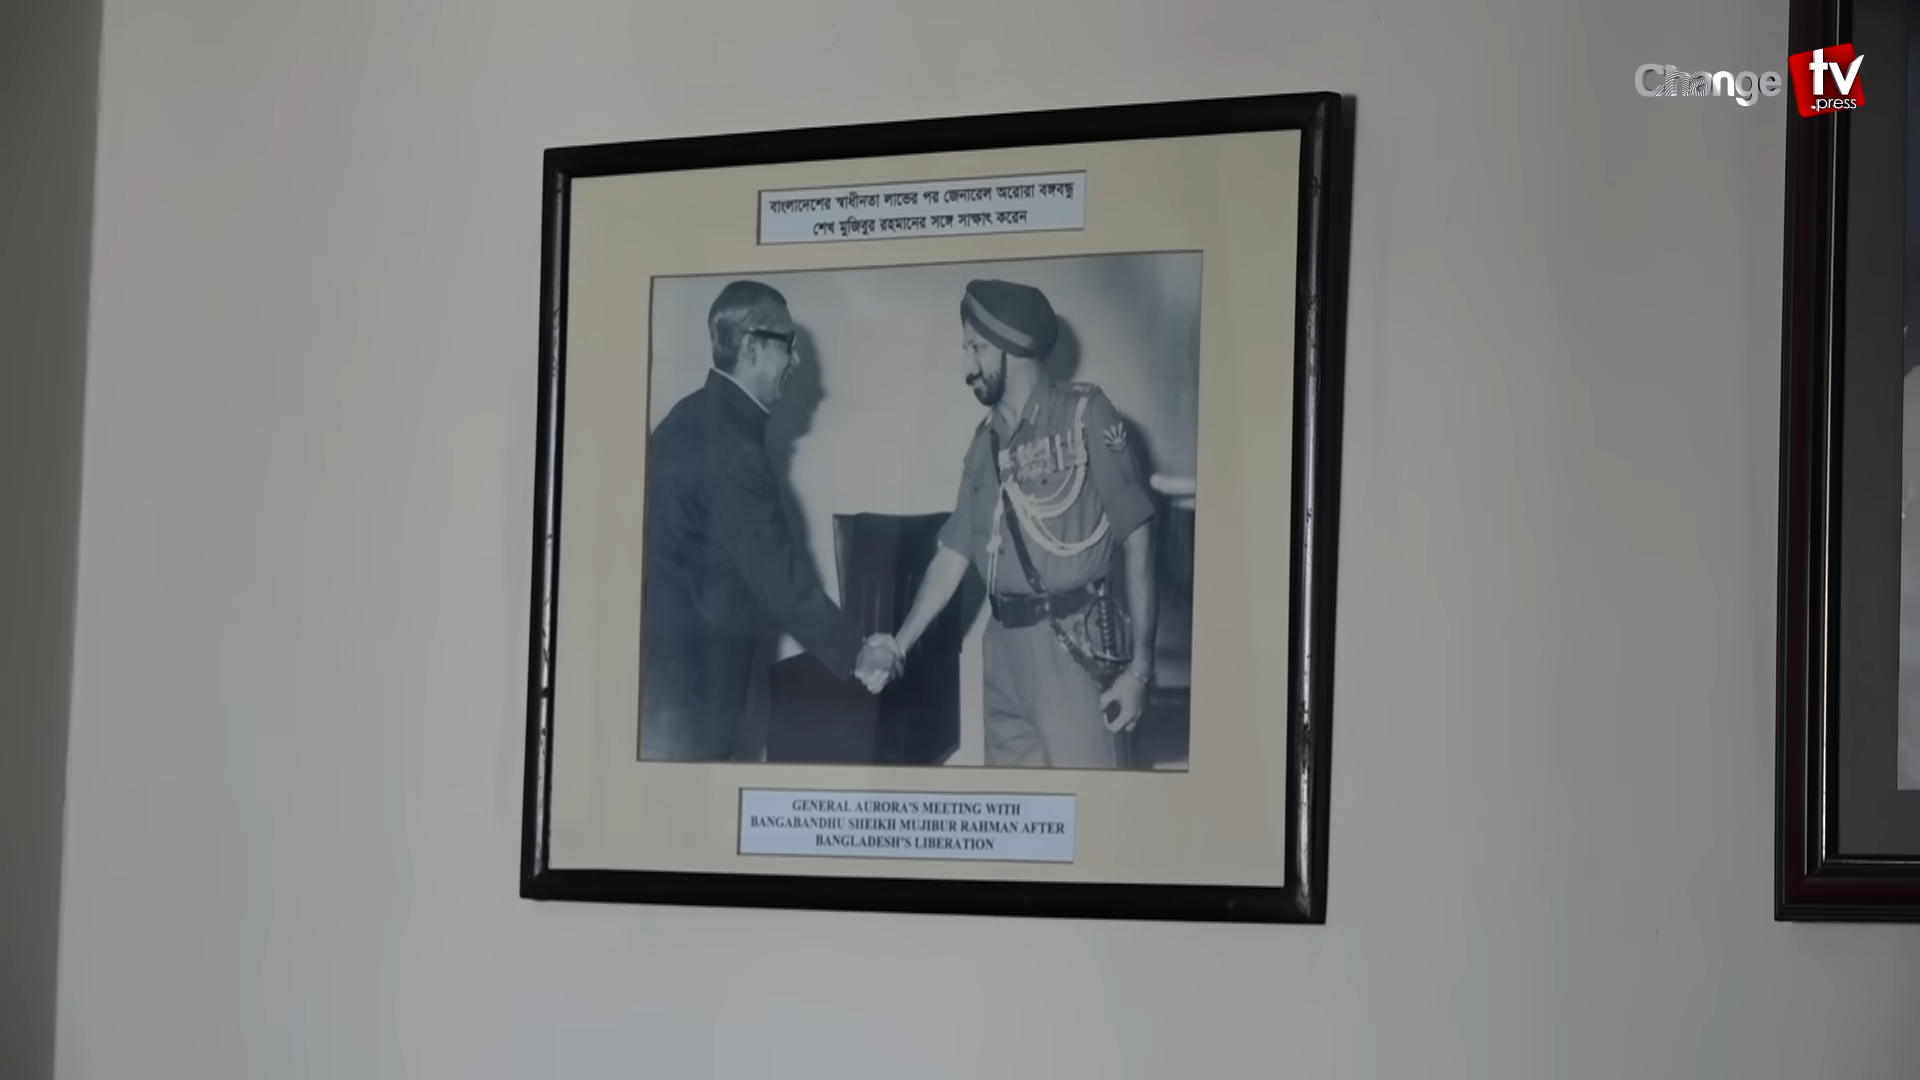 Change tv
.press
বাংলাদেশের স্বাধীনতা লাভের পর জেনারেল অরোরা বঙ্গবন্ধু
শেখ মুজিবুর রহমানের সঙ্গে সাক্ষাৎ করেন
GENERAL AURORA'S MEETING WITH
BANGABANDHU SHEIKH MUJIBUR RAHMAN AFTER
BANGLADESH'S LIBERATION